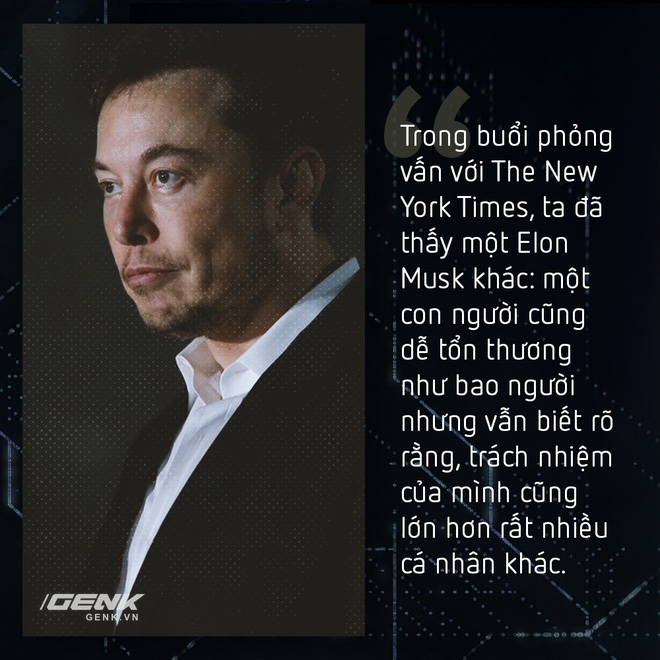 “
Trong buổi phỏng
vấn với The New
York Times, ta đã
thấy một Elon
Musk khác: một
con người cũng
dễ tổn thương
như bao người
nhưng vẫn biết rõ
rằng, trách nhiệm
của mình cũng
lớn hơn rất nhiều
cá nhân khác.
/GENK
GENK.VN